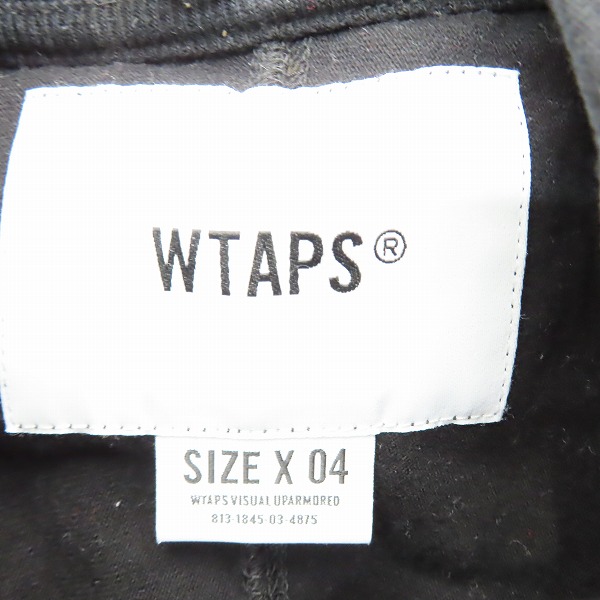 WTAPS®
SIZE X 04
WTAPS VISUAL UPARMORED
813-1845-03-4875